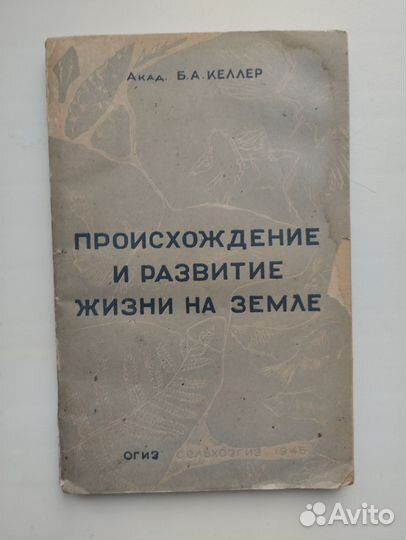 Акад. Б.А.КЕЛЛЕР
ПРОИСХОЖДЕНИЕ
И РАЗВИТИЕ
ЖИЗНИ НА ЗЕМЛЕ
ОГИЗ СЕЛЬХОЗГИЗ 1945
Avito